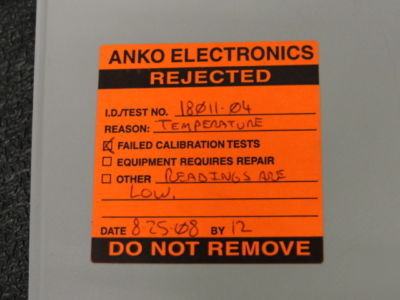 ANKO ELECTRONICS
REJECTED
I.D./TEST NO. 18011-04
REASON: TEMPERATURE
FAILED CALIBRATION TESTS
EQUIPMENT REQUIRES REPAIR
OTHER READINGS ARE
LOW.
DATE 8-25-08 BY 12
DO NOT REMOVE